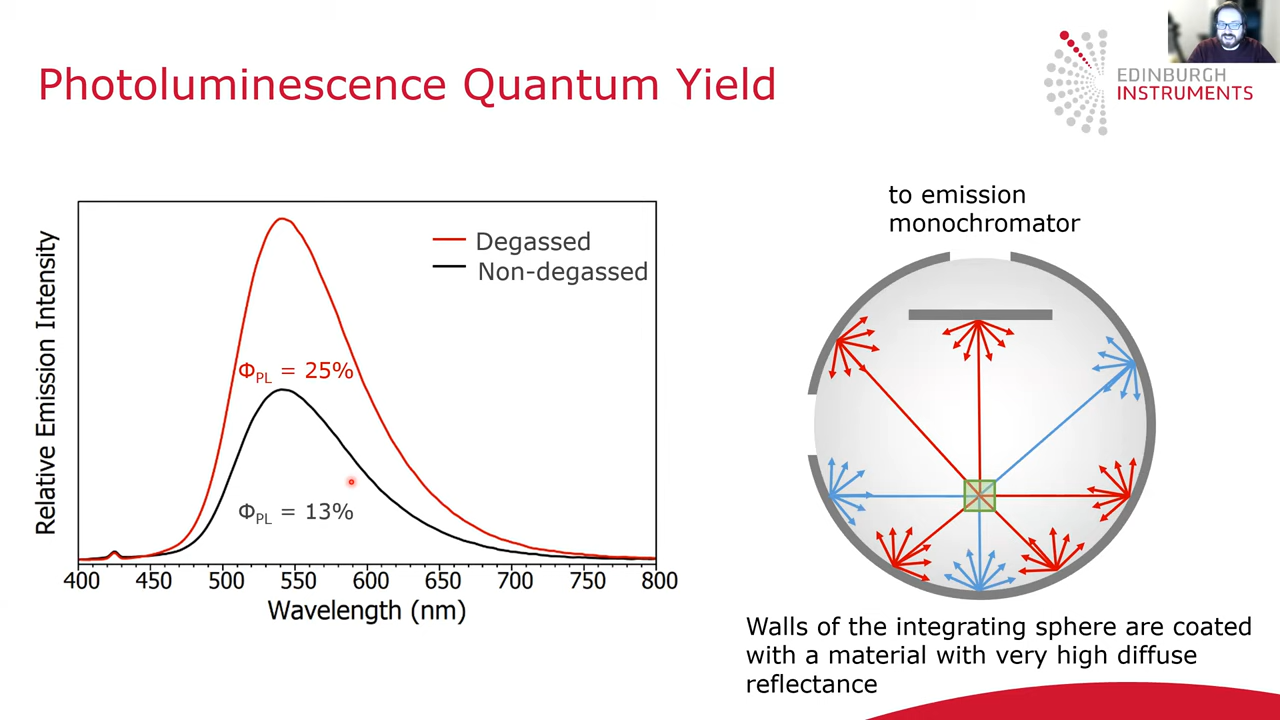 Photoluminescence Quantum Yield
EDINBURGH
INSTRUMENTS
Relative Emission Intensity
Degassed
Non-degassed
ΦPL = 25%
ΦPL = 13%
400 450 500 550 600 650 700 750 800
Wavelength (nm)
to emission
monochromator
Walls of the integrating sphere are coated
with a material with very high diffuse
reflectance